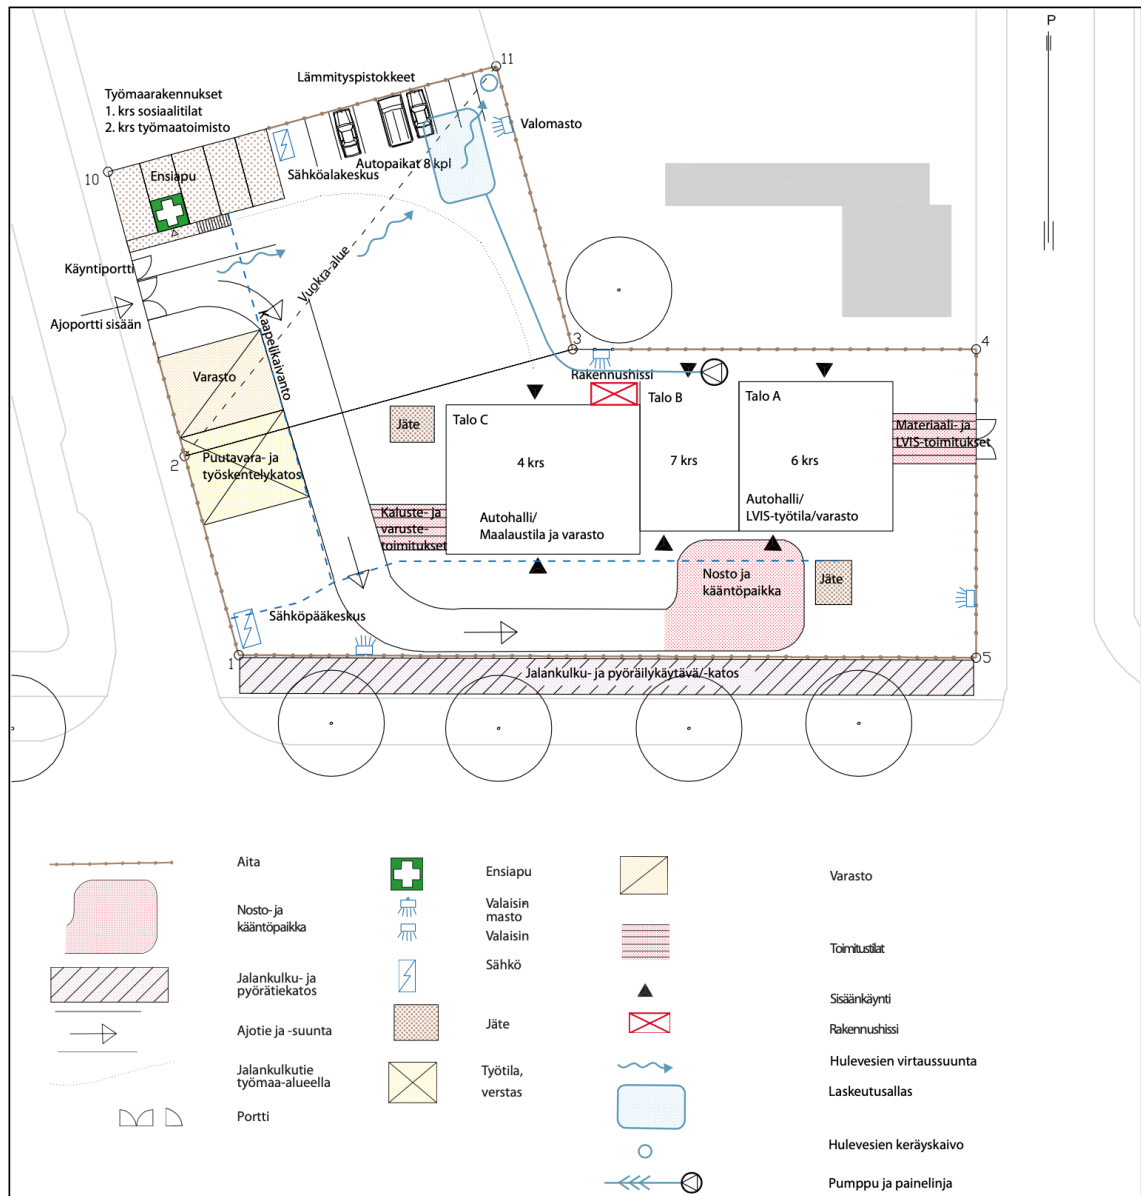 P
11
Lämmityspistokkeet
Työmaarakennukset
1. krs sosiaalitilat
2. krs työmaatoimisto
Valomasto
Autopaikat 8 kpl
Sähköalakeskus
10
Ensiapu
Käyntiportti
Vuokra-alue
Ajoportti sisään
Kaapelikaivanto
3
4
Varasto
Rakennushissi
Talo B
Talo A
Jäte
Talo C
Materiaali- ja
LVIS-toimitukset
2
Puutavara- ja
työskentelykatos
4 krs
7 krs
6 krs
Autohalli/
LVIS-työtila/varasto
Kaluste- ja
varuste-
toimitukset
Autohalli/
Maalaustila ja varasto
Nosto ja
kääntöpaikka
Jäte
Sähköpääkeskus
1
5
Jalankulku- ja pyöräilykäytävä/-katos
Aita
Nosto- ja
kääntöpaikka
Jalankulku- ja
pyörätiekatos
Ajotie ja -suunta
Jalankulkutie
työmaa-alueella
Portti
Ensiapu
Valaisin-
masto
Valaisin
Sähkö
Jäte
Työtila,
verstas
Varasto
Toimitustilat
Sisäänkäynti
Rakennushissi
Hulevesien virtaussuunta
Laskeutusallas
Hulevesien keräyskaivo
Pumppu ja painelinja